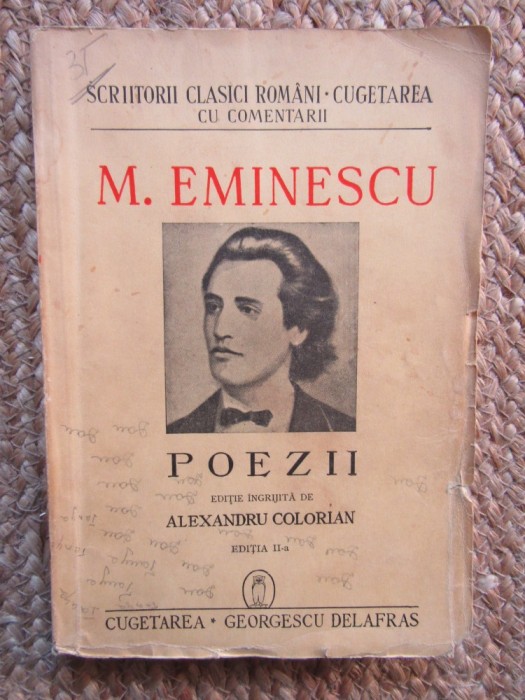 35
SCRIITORII CLASICI ROMÂNI • CUGETAREA
CU COMENTARII
M. EMINESCU
POEZII
EDIȚIE ÎNGRIJITĂ DE
ALEXANDRU COLORIAN
EDIȚIA II-a
CUGETAREA • GEORGESCU DELAFRAS